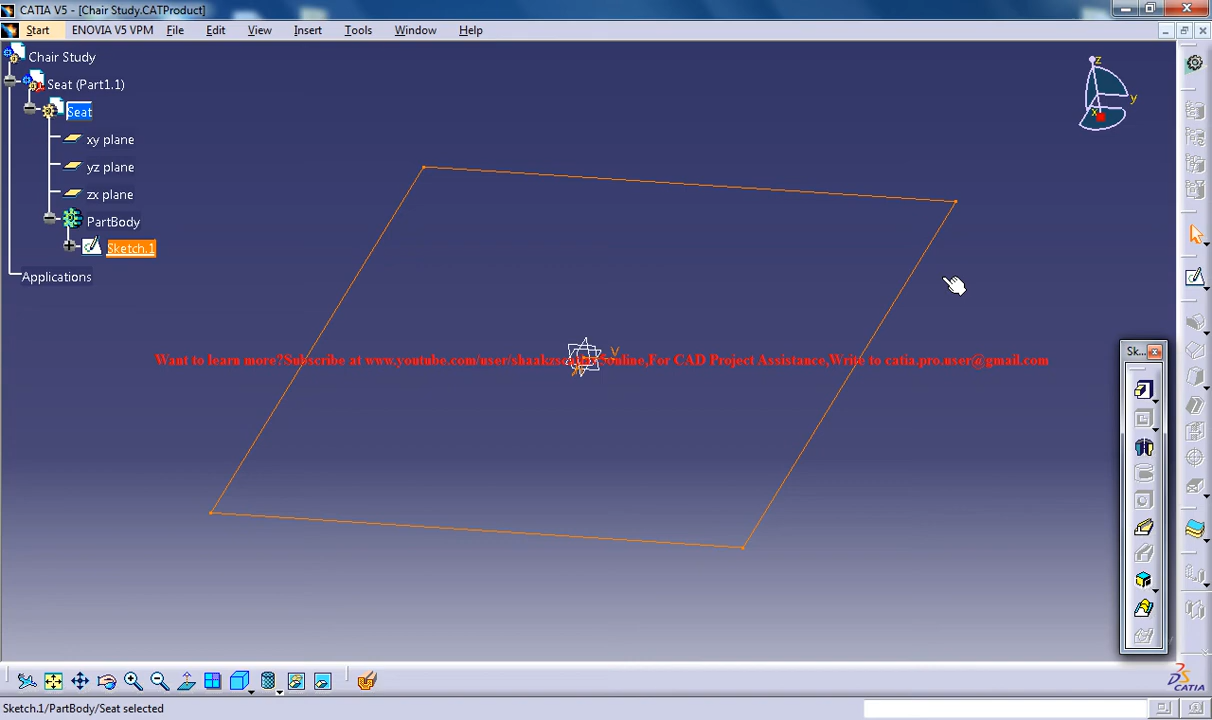 CATIA V5 - [Chair Study.CATProduct]
Start ENOVIA V5 VPM File Edit View Insert Tools Window Help
Chair Study
Seat (Part1.1)
Seat
xy plane
yz plane
zx plane
PartBody
Sketch.1
Applications
z
y
x
V
H
Want to learn more?Subscribe at www.youtube.com/user/
online,For CAD Project Assistance,Write to catia.pro.user@gmail.com
Sk...
CATIA
Sketch.1/PartBody/Seat selected